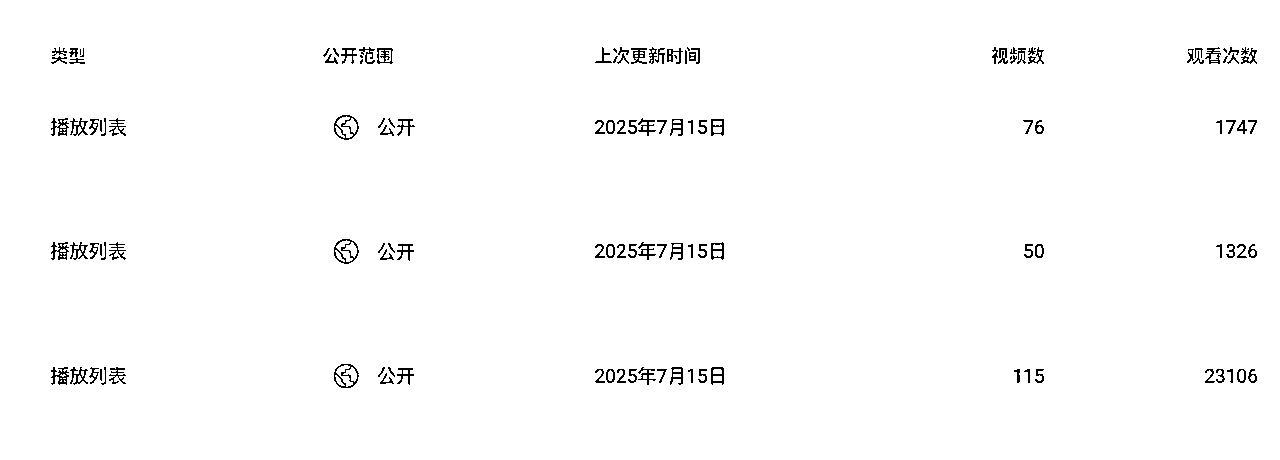 类型 公开范围 上次更新时间 视频数 观看次数
播放列表 公开 2025年7月15日 76 1747
播放列表 公开 2025年7月15日 50 1326
播放列表 公开 2025年7月15日 115 23106